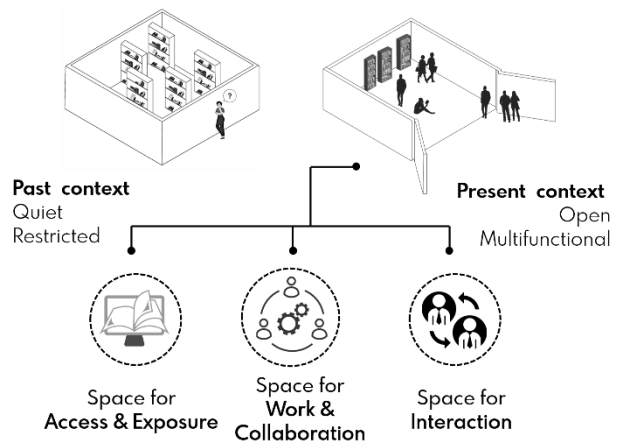 ?
Past context
Quiet
Restricted
Present context
Open
Multifunctional
Space for
Access & Exposure
Space for
Work &
Collaboration
Space for
Interaction